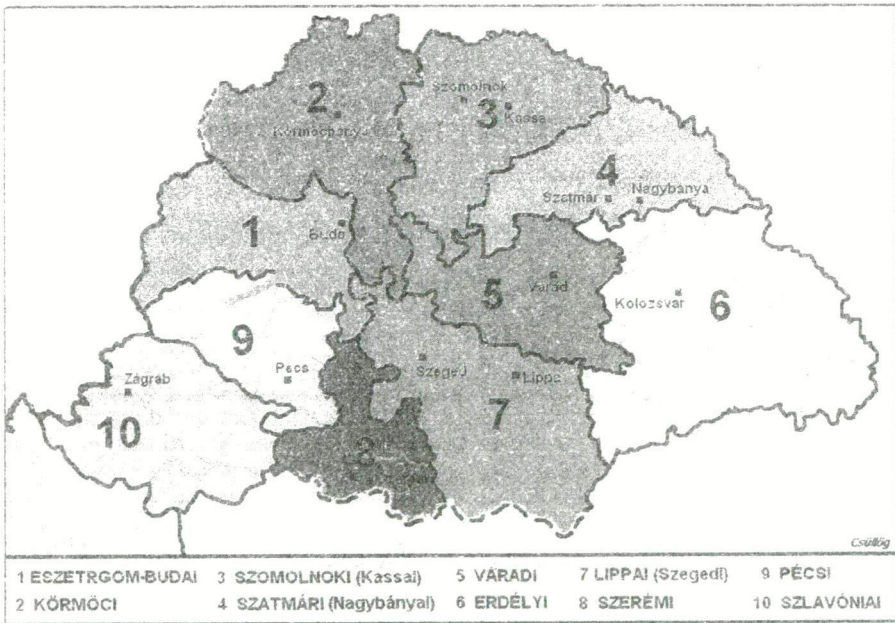 2
Szomolnok
3
Kassa
Körmöcbánya
4
Szatmár
Nagybánya
1
Buda
5
Várad
Kolozsvár
6
9
Pécs
Szeged
Lippa
Zágráb
7
10
8
Csüllög
1 ESZETRGOM-BUDAI 3 SZOMOLNOKI (Kassai) 5 VÁRADI 7 LIPPAI (Szegedi) 9 PÉCSI
2 KÖRMÖCI 4 SZATMÁRI (Nagybányai) 6 ERDÉLYI 8 SZERÉMI 10 SZLAVÓNIAI